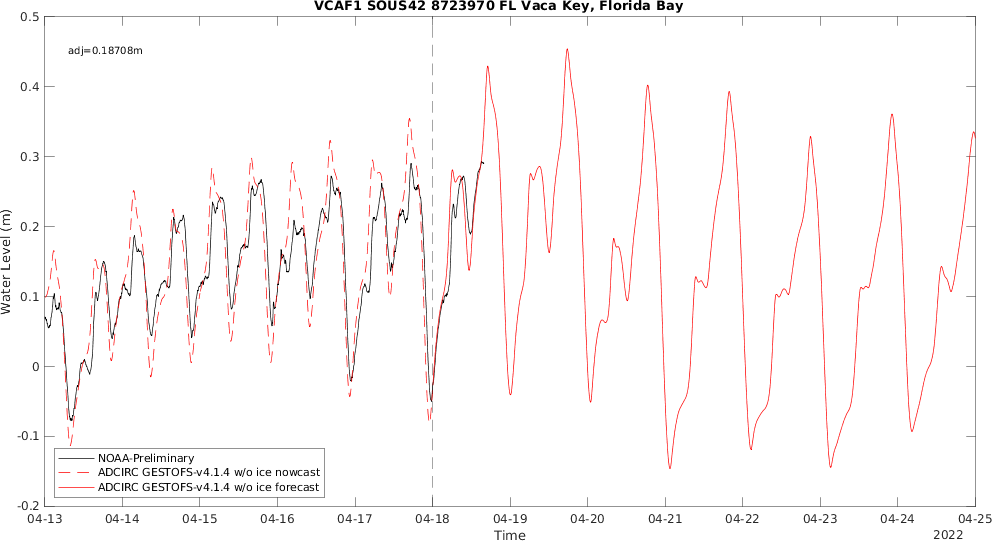 VCAF1 SOUS42 8723970 FL Vaca Key, Florida Bay
adj=0.18708m
0.5
0.4
0.3
0.2
0.1
0
-0.1
-0.2
Water Level (m)
NOAA-Preliminary
ADCIRC GESTOFS-v4.1.4 w/o ice nowcast
ADCIRC GESTOFS-v4.1.4 w/o ice forecast
04-13 04-14 04-15 04-16 04-17 04-18 04-19 04-20 04-21 04-22 04-23 04-24 04-25
Time
2022